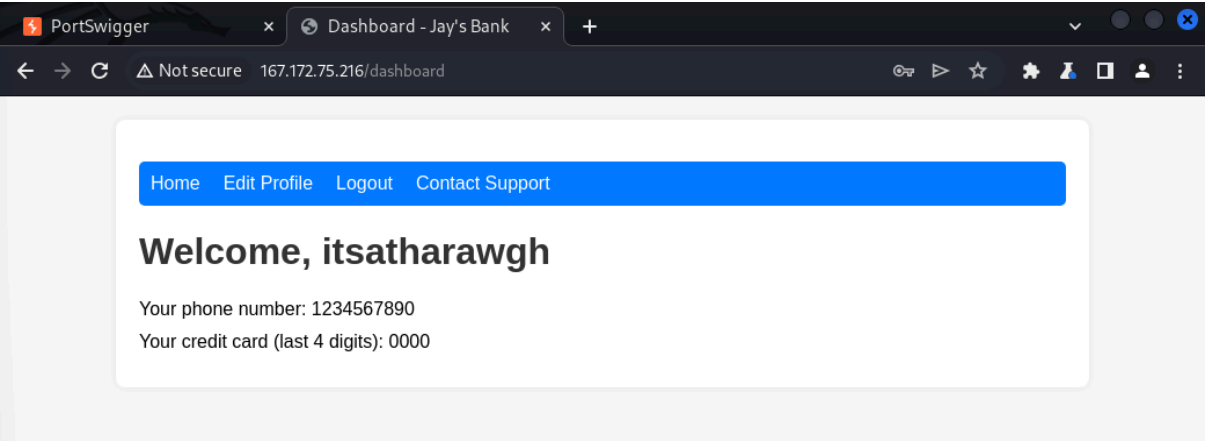 PortSwigger
Dashboard - Jay's Bank
Not secure 167.172.75.216/dashboard
Home Edit Profile Logout Contact Support
Welcome, itsatharawgh
Your phone number: 1234567890
Your credit card (last 4 digits): 0000